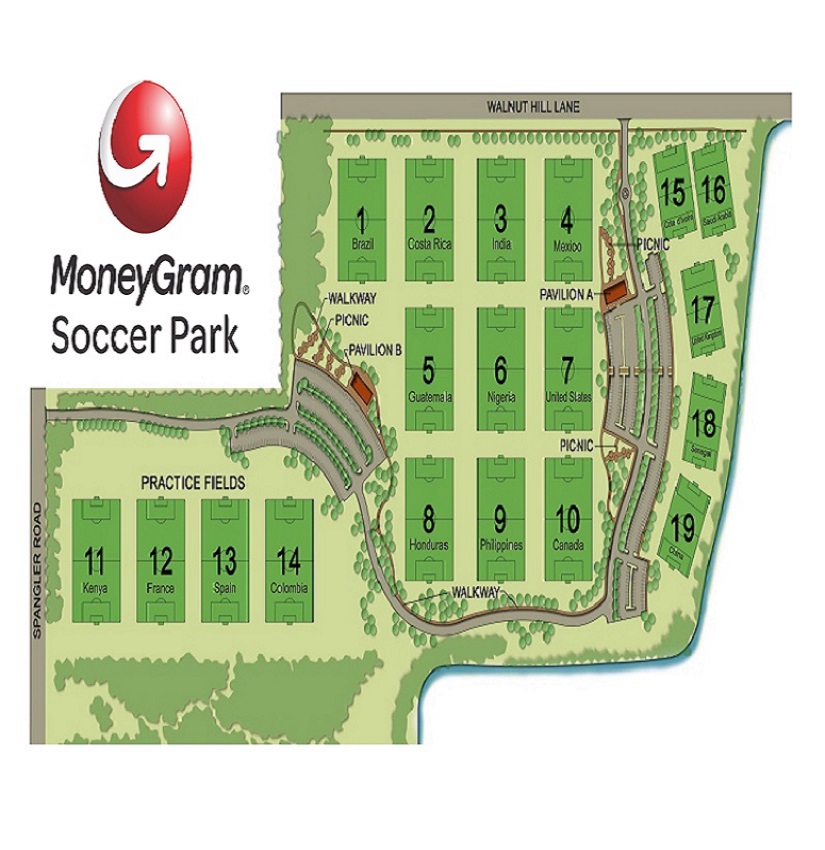 WALNUT HILL LANE
MoneyGram®
Soccer Park
1
Brazil
2
Costa Rica
3
India
4
Mexico
15
Cote d'Ivoire
16
Saudi Arabia
PICNIC
PAVILION A
WALKWAY
PICNIC
PAVILION B
17
United Kingdom
5
Guatemala
6
Nigeria
7
United States
18
Senegal
PICNIC
PRACTICE FIELDS
8
Honduras
9
Philippines
10
Canada
19
China
11
Kenya
12
France
13
Spain
14
Colombia
WALKWAY
SPANGLER ROAD